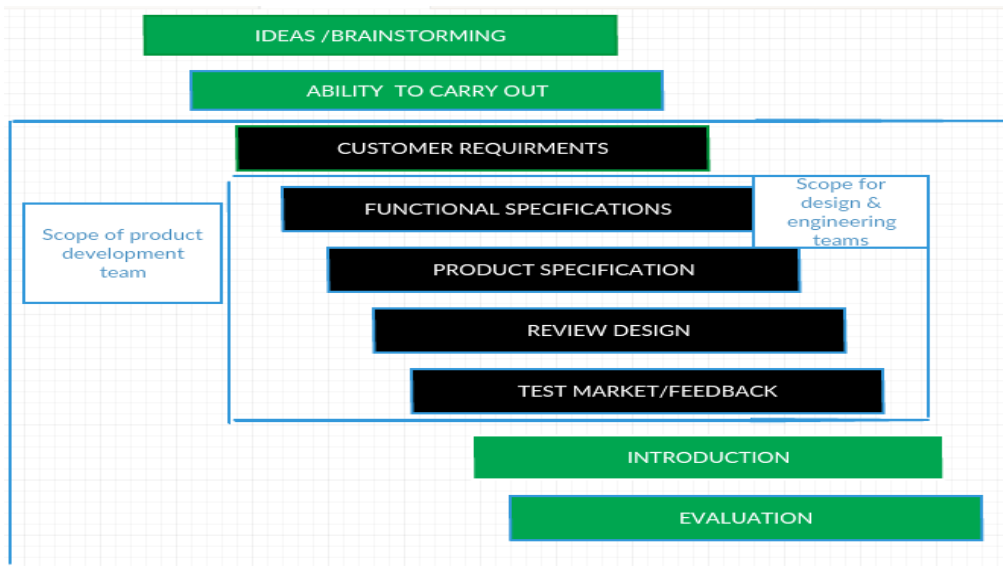 IDEAS /BRAINSTORMING
ABILITY TO CARRY OUT
CUSTOMER REQUIRMENTS
Scope for
design &
engineering
teams
FUNCTIONAL SPECIFICATIONS
Scope of product
development
team
PRODUCT SPECIFICATION
REVIEW DESIGN
TEST MARKET/FEEDBACK
INTRODUCTION
EVALUATION